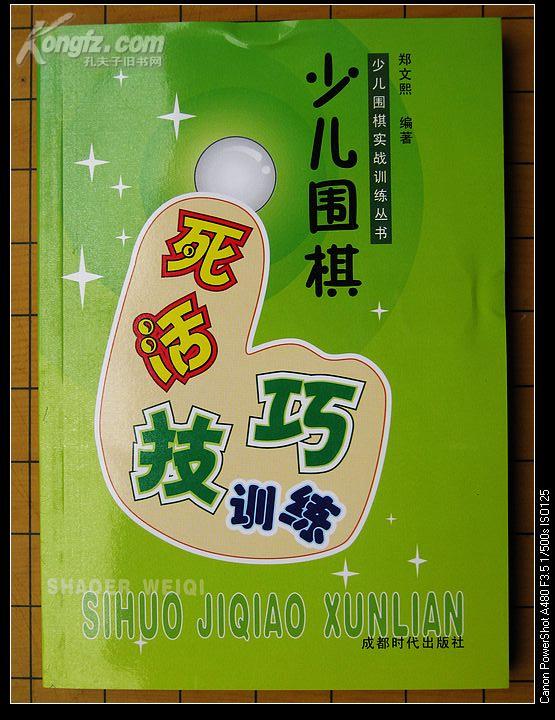 Kongfz.com
孔夫子旧书网
郑文熙 编著
少儿围棋实战训练丛书
少儿围棋
死活
技巧
训练
SHAOER WEIQI
SIHUO JIQIAO XUNLIAN
成都时代出版社
Canon PowerShot A480 F3.5 1/500s ISO125